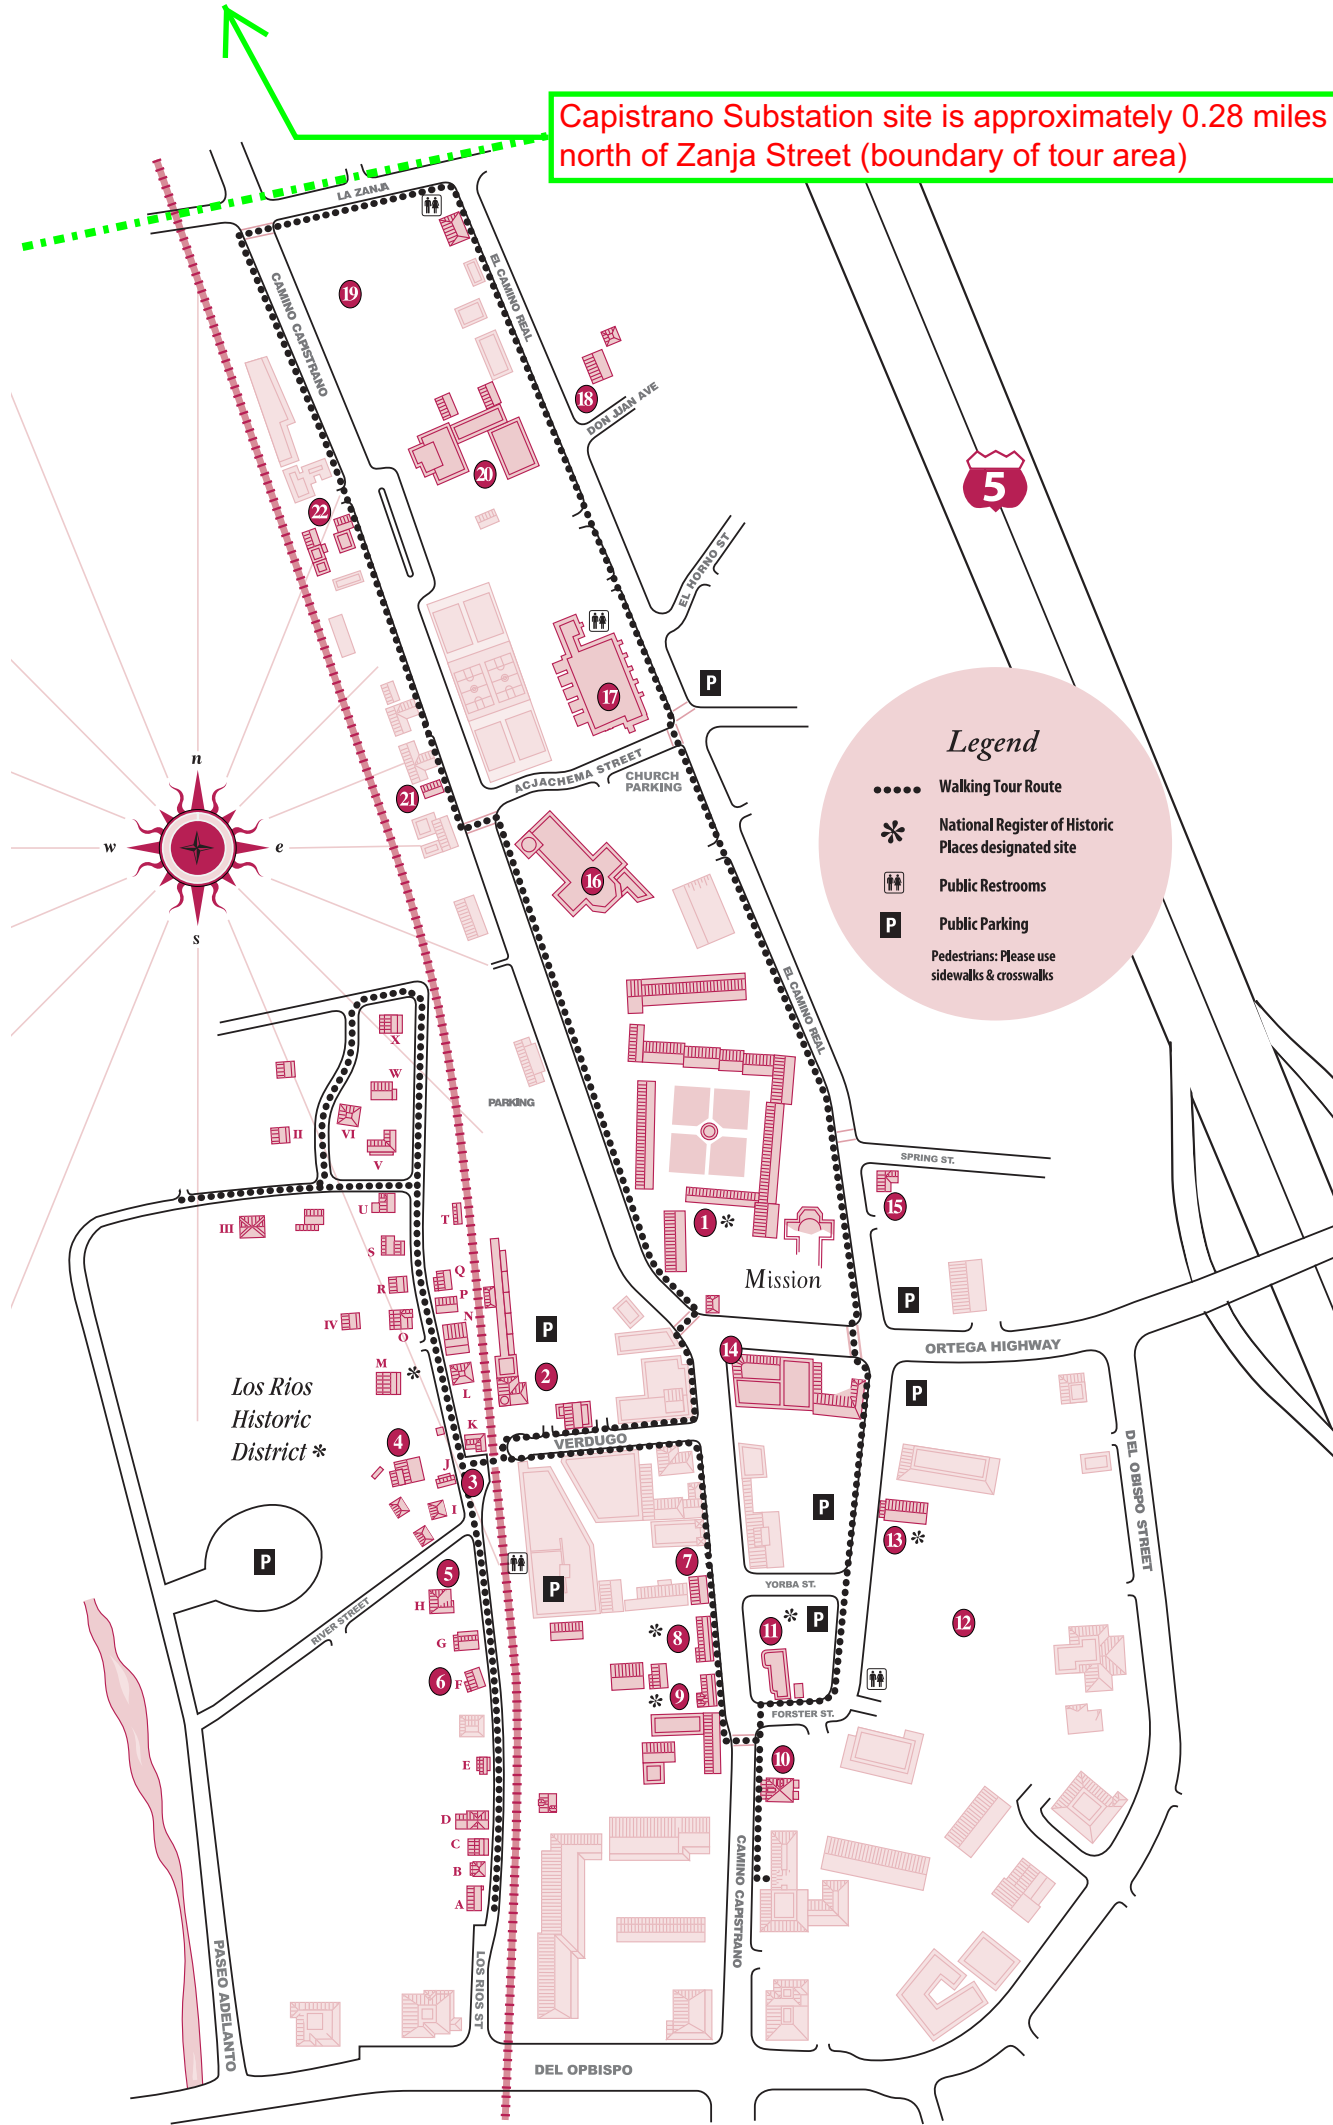 Capistrano Substation site is approximately 0.28 miles
north of Zanja Street (boundary of tour area)
LA ZANJA
CAMINO CAPISTRANO
EL CAMINO REAL
19
18
DON JUAN AVE
20
5
22
EL HORNO ST
17
P
Legend
Walking Tour Route
National Register of Historic
Places designated site
Public Restrooms
P
Public Parking
Pedestrians: Please use
sidewalks & crosswalks
ACJACHEMA STREET
CHURCH
PARKING
21
n
w
e
s
16
EL CAMINO REAL
X
W
PARKING
II
VI
V
SPRING ST.
15
U
T
III
1
S
Mission
Q
R
P
P
IV
O
N
P
14
ORTEGA HIGHWAY
M
L
2
P
Los Rios
Historic
District
K
VERDUGO
4
J
3
I
DEL OBISPO STREET
P
13
P
5
7
P
YORBA ST.
H
RIVER STREET
11
P
12
G
8
6
F
9
FORSTER ST.
E
10
D
C
B
A
CAMINO CAPISTRANO
PASEO ADELANTO
LOS RIOS ST
DEL OPBISPO